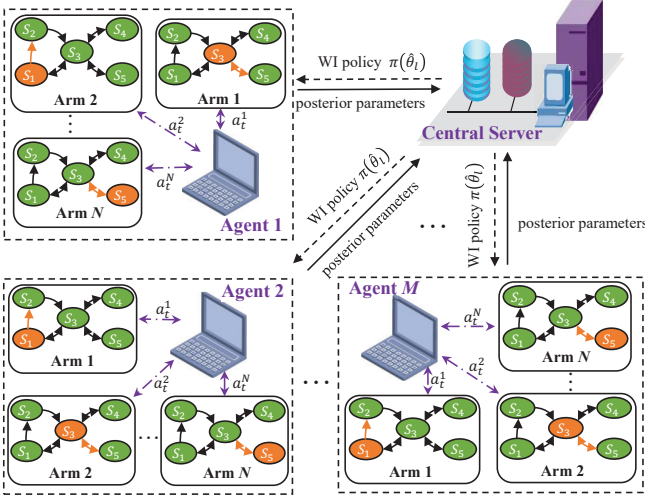 S₂ S₄
S₃
S₁ S₅
Arm 2
S₂ S₄
S₃
S₁ S₅
Arm 1
⋮
a_t^2
a_t^1
S₂ S₄
S₃
S₁ S₅
Arm N
a_t^N
Agent 1
WI policy π(θ̂_l)
posterior parameters
Central Server
WI policy π(θ̂_l)
posterior parameters
...
WI policy π(θ̂_l)
posterior parameters
Agent 2
S₂ S₄
S₃
S₁ S₅
Arm 1
a_t^1
a_t^2
a_t^N
S₂ S₄
S₃
S₁ S₅
Arm 2
...
S₂ S₄
S₃
S₁ S₅
Arm N
...
Agent M
a_t^N
a_t^2
a_t^1
S₂ S₄
S₃
S₁ S₅
Arm N
⋮
S₂ S₄
S₃
S₁ S₅
Arm 1
S₂ S₄
S₃
S₁ S₅
Arm 2